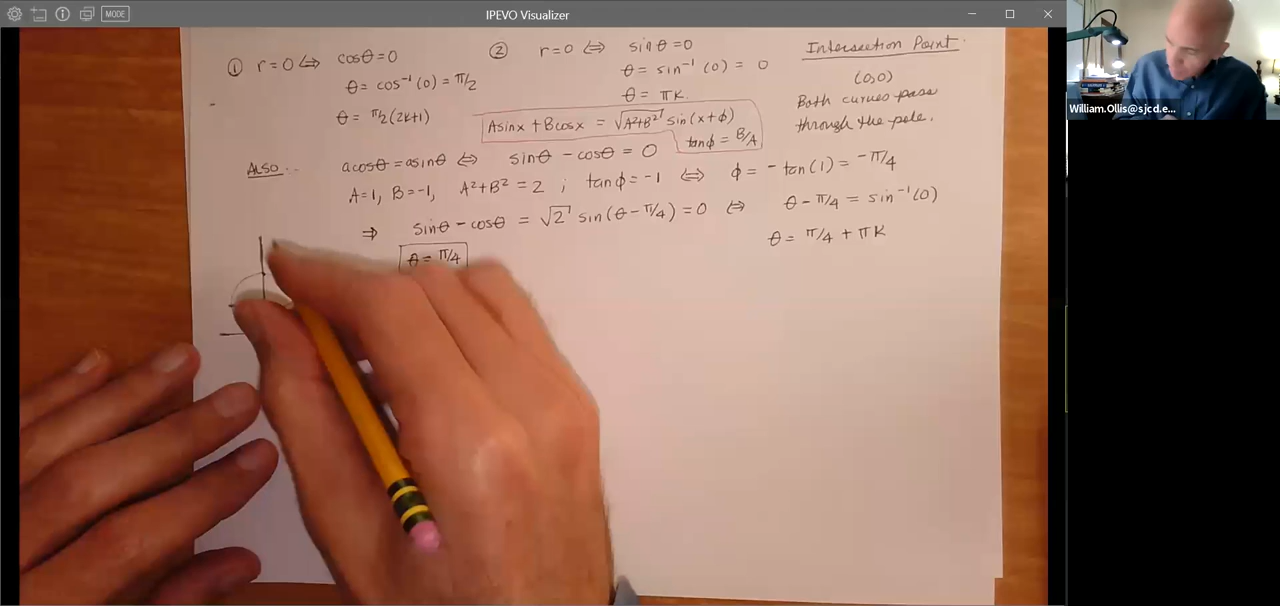 IPEVO Visualizer
MODE
① r=0 ⇔ cosθ=0
θ = cos⁻¹(0) = π/2
θ = π/2(2k+1)
② r=0 ⇔ sinθ=0
θ = sin⁻¹(0) = 0
θ = πk.
Intersection Point.
(0,0)
Both curves pass
through the pole.
Asinx + Bcosx = √A²+B² sin(x+ϕ)
tanϕ = B/A
ALSO... acosθ = asinθ ⇔ sinθ - cosθ = 0
A=1, B=-1, A²+B² = 2 ; tanϕ = -1 ⇔ ϕ = -tan(1) = -π/4
⇒ sinθ - cosθ = √2 sin(θ-π/4) = 0 ⇔ θ - π/4 = sin⁻¹(0)
θ = π/4 θ = π/4 + πk
William.Ollis@sjcd.e...